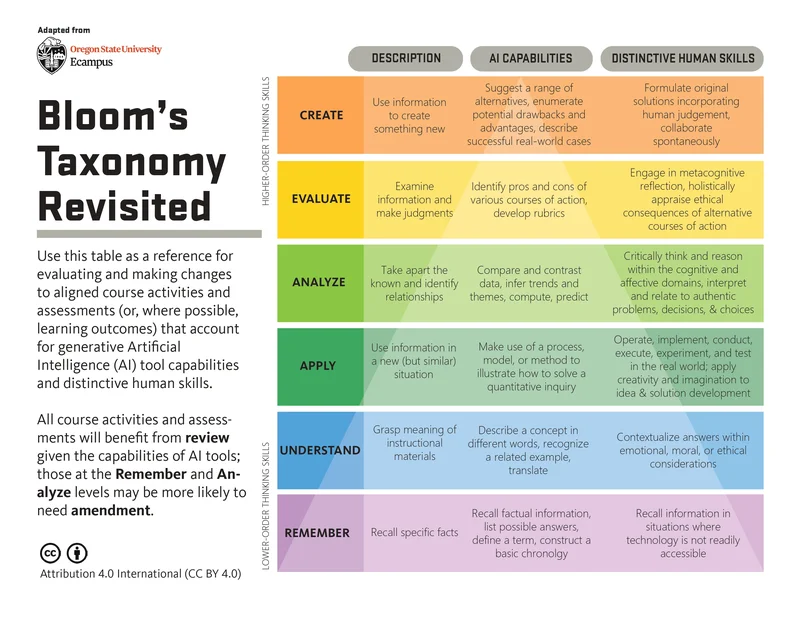 Adapted from
Oregon State University
Ecampus
Bloom's
Taxonomy
Revisited
Use this table as a reference for
evaluating and making changes
to aligned course activities and
assessments (or, where possible,
learning outcomes) that account
for generative Artificial
Intelligence (AI) tool capabilities
and distinctive human skills.
All course activities and assess-
ments will benefit from review
given the capabilities of AI tools;
those at the Remember and An-
alyze levels may be more likely to
need amendment.
cc
Attribution 4.0 International (CC BY 4.0)
HIGHER-ORDER THINKING SKILLS
LOWER-ORDER THINKING SKILLS
DESCRIPTION
AI CAPABILITIES
DISTINCTIVE HUMAN SKILLS
CREATE
Use information
to create
something new
Suggest a range of
alternatives, enumerate
potential drawbacks and
advantages, describe
successful real-world cases
Formulate original
solutions incorporating
human judgement,
collaborate
spontaneously
EVALUATE
Examine
information and
make judgments
Identify pros and cons of
various courses of action,
develop rubrics
Engage in metacognitive
reflection, holistically
appraise ethical
consequences of alternative
courses of action
ANALYZE
Take apart the
known and identify
relationships
Compare and contrast
data, infer trends and
themes, compute, predict
Critically think and reason
within the cognitive and
affective domains, interpret
and relate to authentic
problems, decisions, & choices
APPLY
Use information in
a new (but similar)
situation
Make use of a process,
model, or method to
illustrate how to solve a
quantitative inquiry
Operate, implement, conduct,
execute, experiment, and test
in the real world; apply
creativity and imagination to
idea & solution development
UNDERSTAND
Grasp meaning of
instructional
materials
Describe a concept in
different words, recognize
a related example,
translate
Contextualize answers within
emotional, moral, or ethical
considerations
REMEMBER
Recall specific facts
Recall factual information,
list possible answers,
define a term, construct a
basic chronolgy
Recall information in
situations where
technology is not readily
accessible